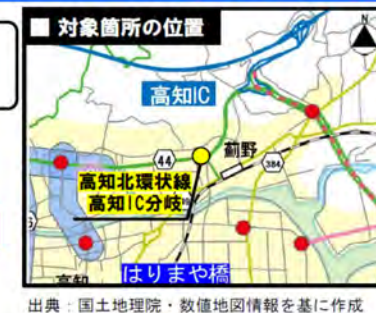 ■ 対象箇所の位置
N
高知IC
44
薊野
384
高知北環状線
高知IC分岐
高知
はりまや橋
出典:国土地理院・数値地図情報を基に作成